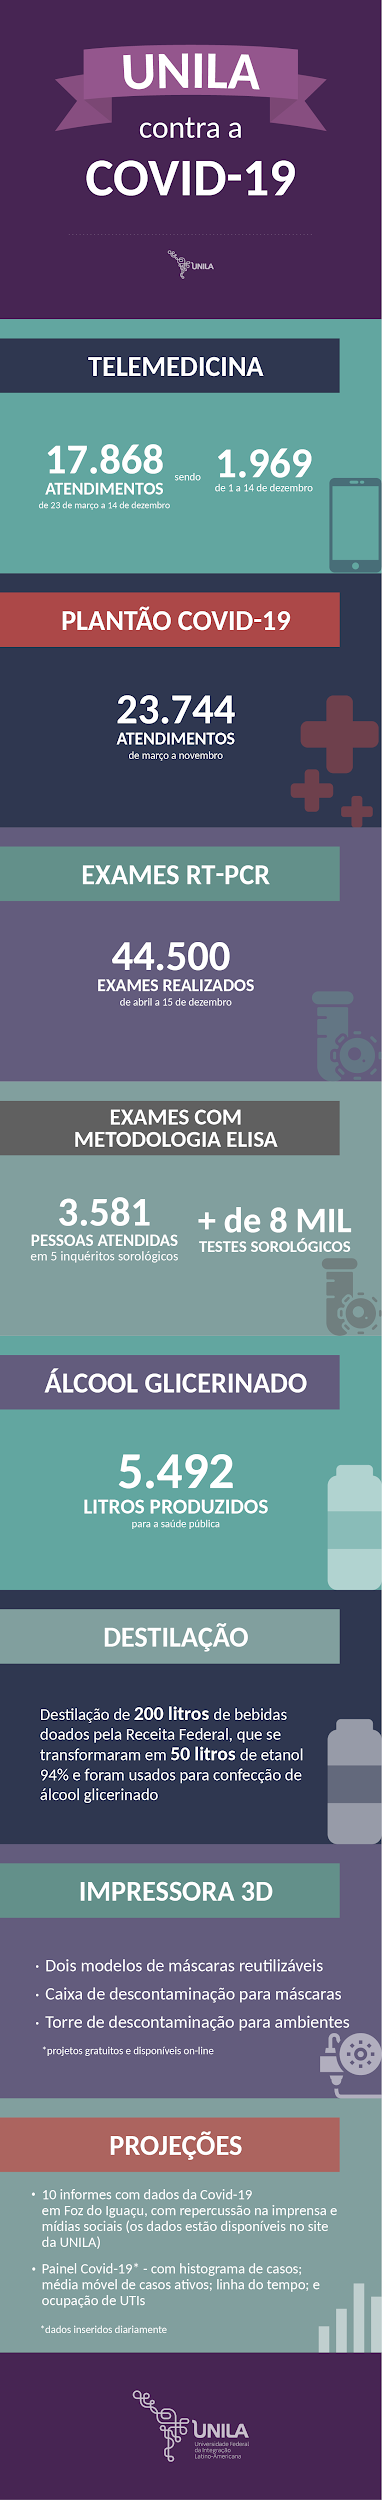 UNILA
contra a
COVID-19
UNILA
TELEMEDICINA
17.868
ATENDIMENTOS
de 23 de março a 14 de dezembro
sendo
1.969
de 1 a 14 de dezembro
PLANTÃO COVID-19
23.744
ATENDIMENTOS
de março a novembro
EXAMES RT-PCR
44.500
EXAMES REALIZADOS
de abril a 15 de dezembro
EXAMES COM
METODOLOGIA ELISA
3.581
PESSOAS ATENDIDAS
em 5 inquéritos sorológicos
+ de 8 MIL
TESTES SOROLÓGICOS
ÁLCOOL GLICERINADO
5.492
LITROS PRODUZIDOS
para a saúde pública
DESTILAÇÃO
Destilação de 200 litros de bebidas
doados pela Receita Federal, que se
transformaram em 50 litros de etanol
94% e foram usados para confecção de
álcool glicerinado
IMPRESSORA 3D
· Dois modelos de máscaras reutilizáveis
· Caixa de descontaminação para máscaras
· Torre de descontaminação para ambientes
*projetos gratuitos e disponíveis on-line
PROJEÇÕES
• 10 informes com dados da Covid-19
em Foz do Iguaçu, com repercussão na imprensa e
mídias sociais (os dados estão disponíveis no site
da UNILA)
• Painel Covid-19* - com histograma de casos;
média móvel de casos ativos; linha do tempo; e
ocupação de UTIs
*dados inseridos diariamente
UNILA
Universidade Federal
da Integração
Latino-Americana